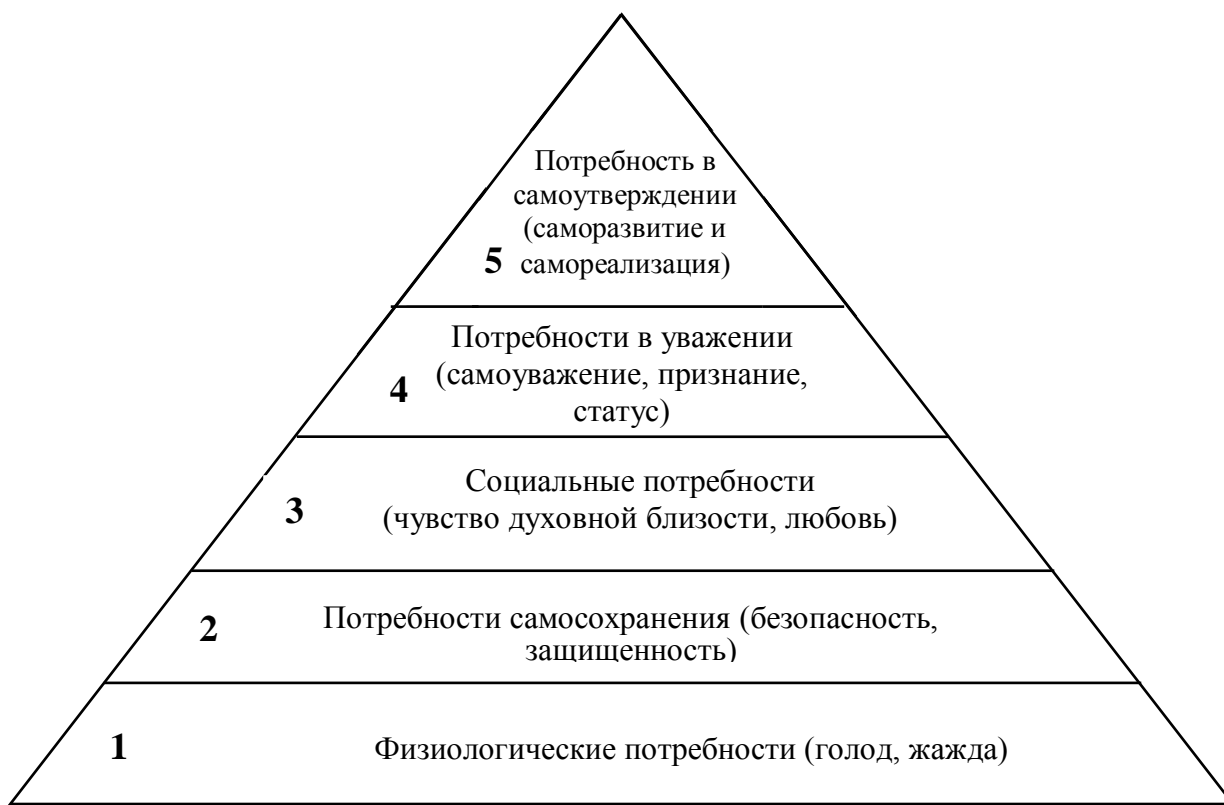 Потребность в
самоутверждении
(саморазвитие и
5 самореализация)
Потребности в уважении
4 (самоуважение, признание,
статус)
Социальные потребности
3 (чувство духовной близости, любовь)
2 Потребности самосохранения (безопасность,
защищенность)
1 Физиологические потребности (голод, жажда)